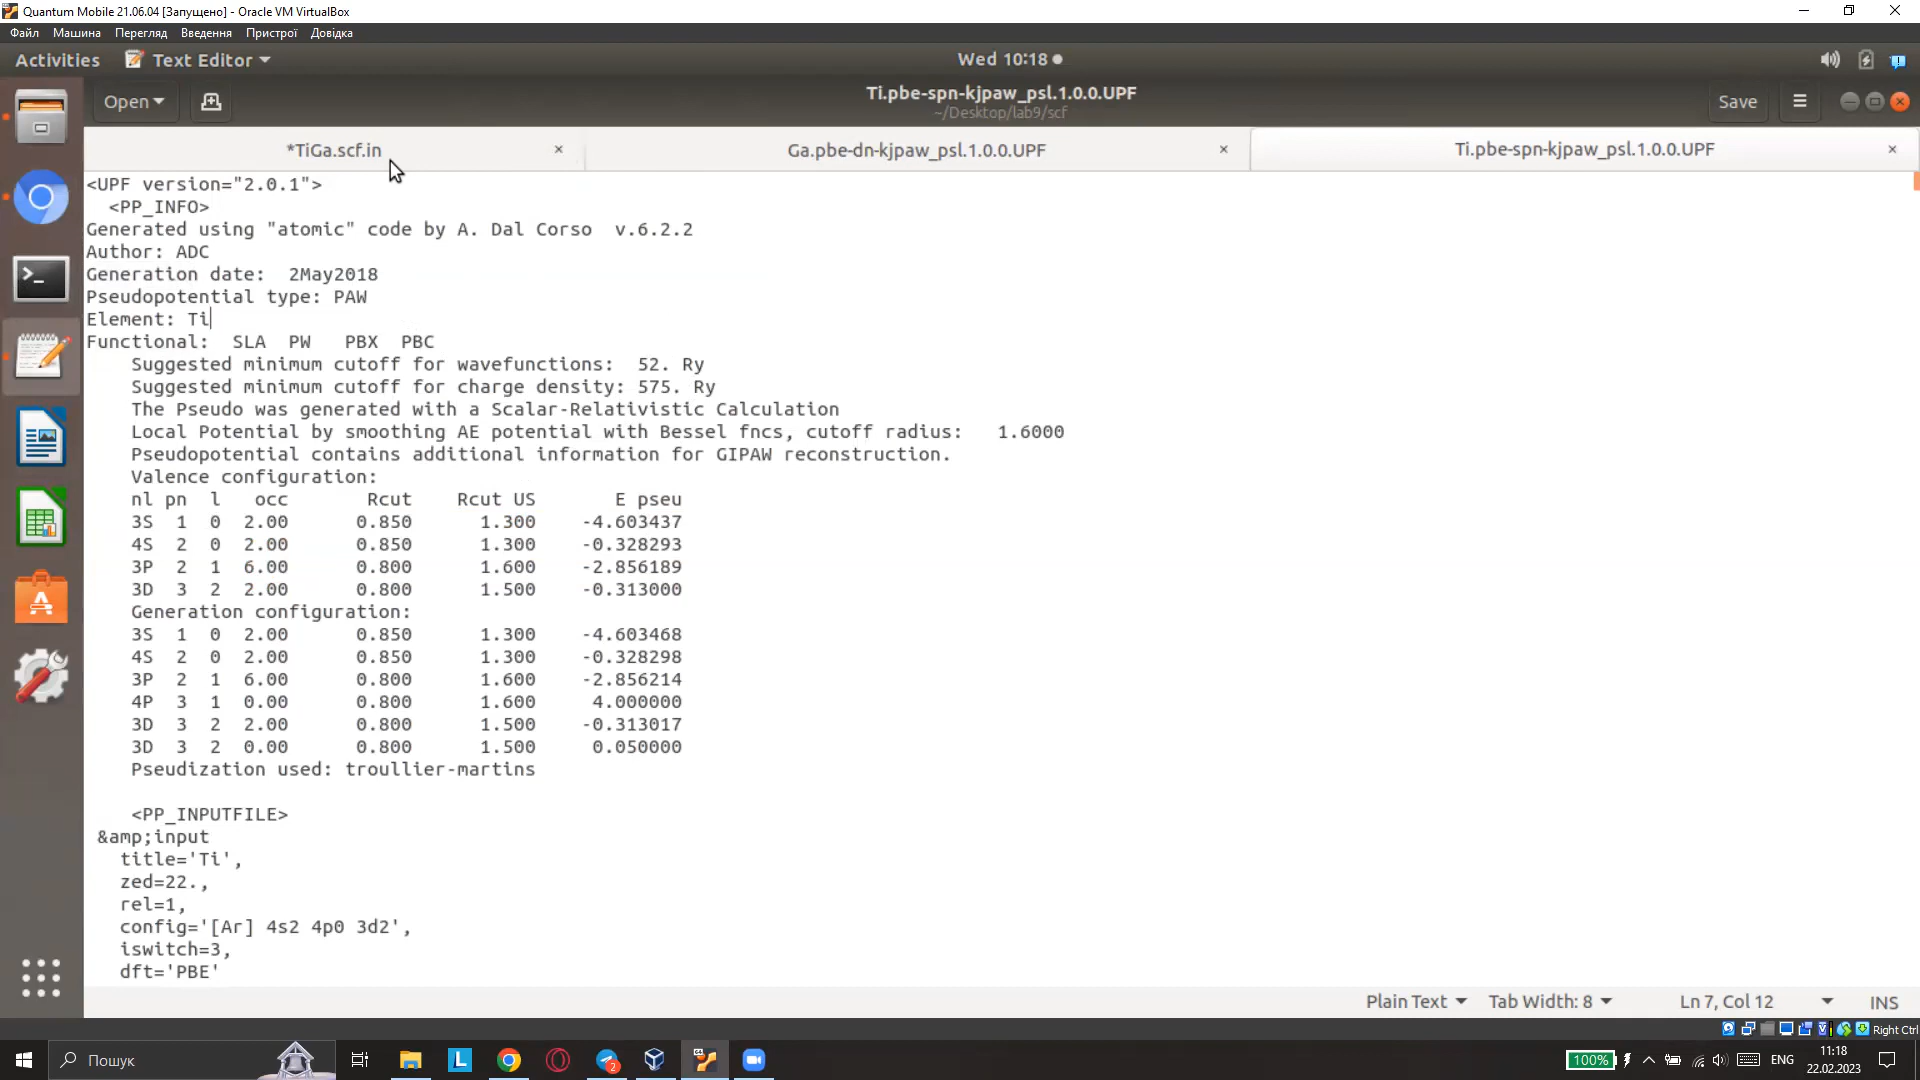 Quantum Mobile 21.06.04 [Запущено] - Oracle VM VirtualBox
Файл Машина Перегляд Введення Пристрої Довідка
Activities Text Editor Wed 10:18
Open Ti.pbe-spn-kjpaw_psl.1.0.0.UPF Save
~/Desktop/lab9/scf
*TiGa.scf.in × Ga.pbe-dn-kjpaw_psl.1.0.0.UPF × Ti.pbe-spn-kjpaw_psl.1.0.0.UPF ×
<UPF version="2.0.1">
<PP_INFO>
Generated using "atomic" code by A. Dal Corso v.6.2.2
Author: ADC
Generation date: 2May2018
Pseudopotential type: PAW
Element: Ti
Functional: SLA PW PBX PBC
Suggested minimum cutoff for wavefunctions: 52. Ry
Suggested minimum cutoff for charge density: 575. Ry
The Pseudo was generated with a Scalar-Relativistic Calculation
Local Potential by smoothing AE potential with Bessel fncs, cutoff radius: 1.6000
Pseudopotential contains additional information for GIPAW reconstruction.
Valence configuration:
nl pn l occ Rcut Rcut US E pseu
3S 1 0 2.00 0.850 1.300 -4.603437
4S 2 0 2.00 0.850 1.300 -0.328293
3P 2 1 6.00 0.800 1.600 -2.856189
3D 3 2 2.00 0.800 1.500 -0.313000
Generation configuration:
3S 1 0 2.00 0.850 1.300 -4.603468
4S 2 0 2.00 0.850 1.300 -0.328298
3P 2 1 6.00 0.800 1.600 -2.856214
4P 3 1 0.00 0.800 1.600 4.000000
3D 3 2 2.00 0.800 1.500 -0.313017
3D 3 2 0.00 0.800 1.500 0.050000
Pseudization used: troullier-martins
<PP_INPUTFILE>
&amp;input
title='Ti',
zed=22.,
rel=1,
config='[Ar] 4s2 4p0 3d2',
iswitch=3,
dft='PBE'
Plain Text Tab Width: 8 Ln 7, Col 12 INS
Right Ctrl
Пошук 2 100% ENG 11:18
22.02.2023